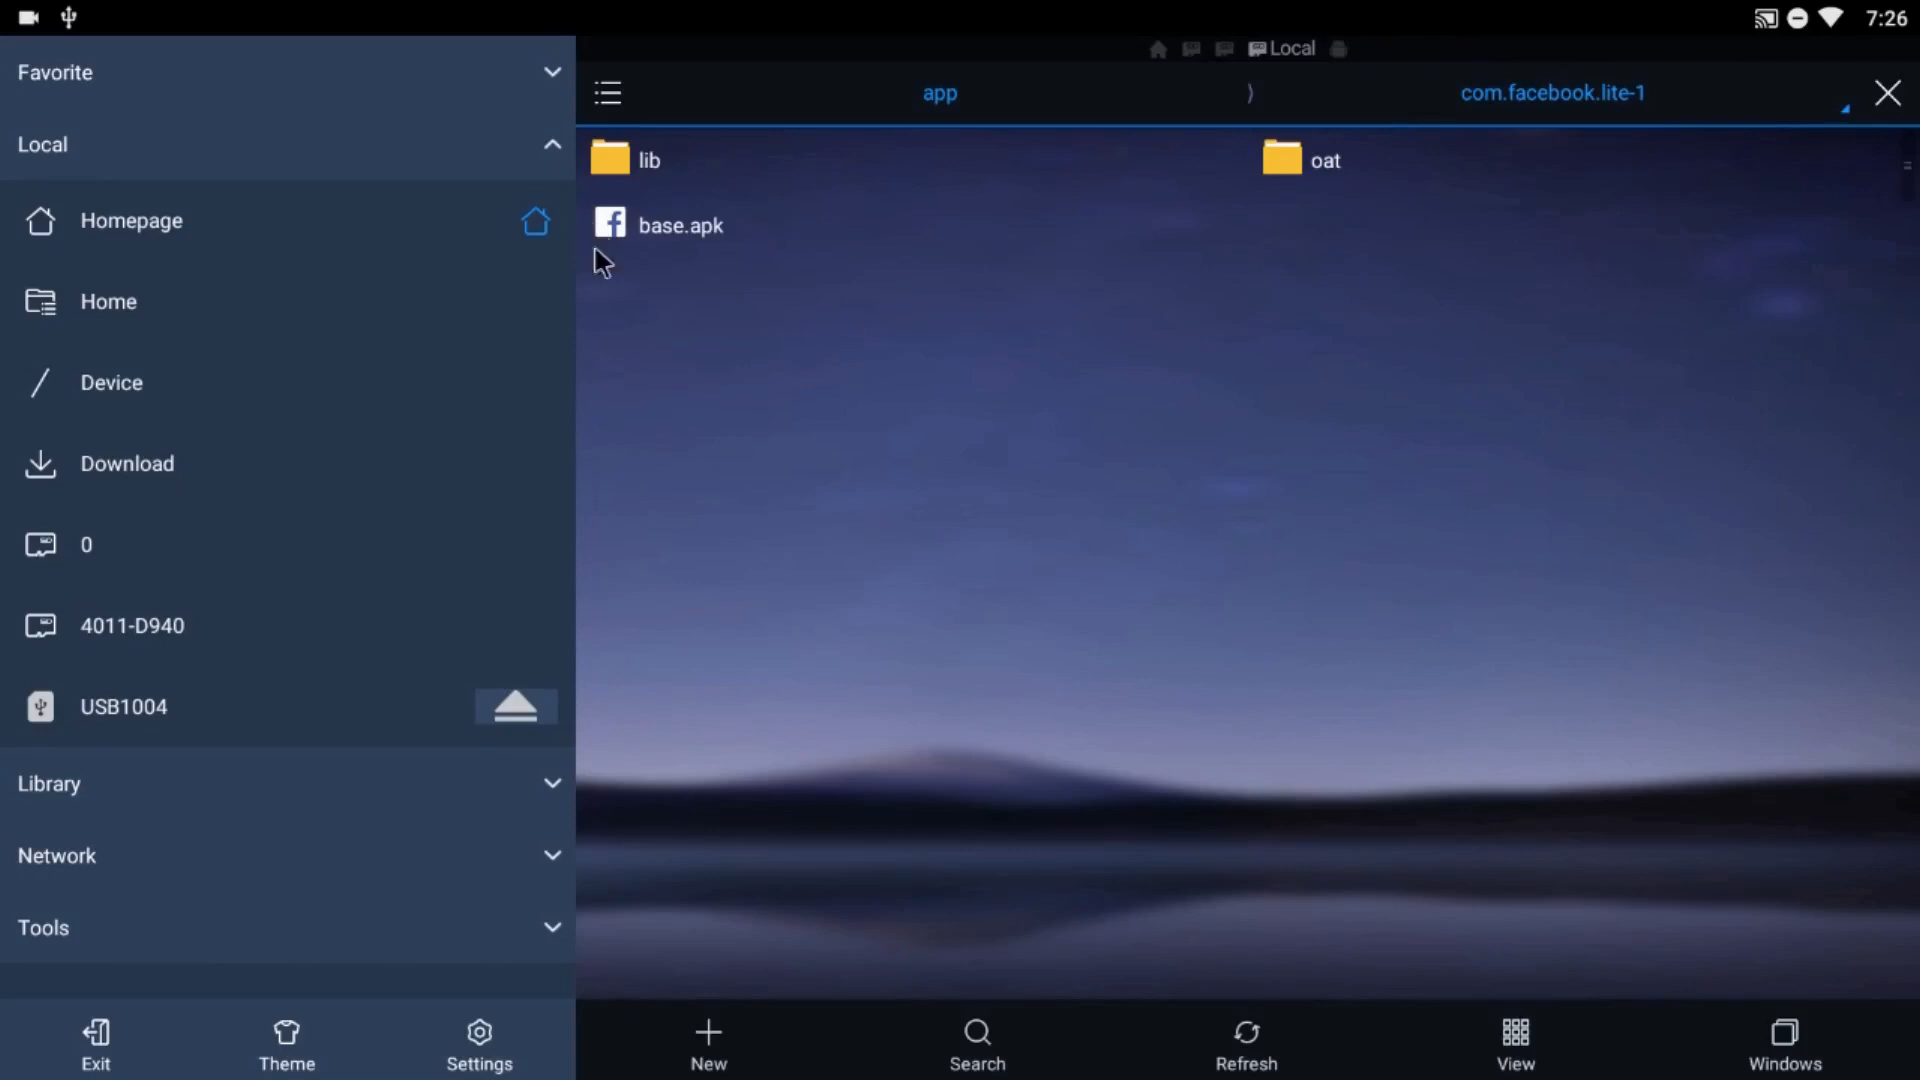 7:26
Favorite
Local
Homepage
Home
Device
Download
0
4011-D940
USB1004
Library
Network
Tools
Exit
Theme
Settings
Local
app
com.facebook.lite-1
lib
oat
base.apk
New
Search
Refresh
View
Windows